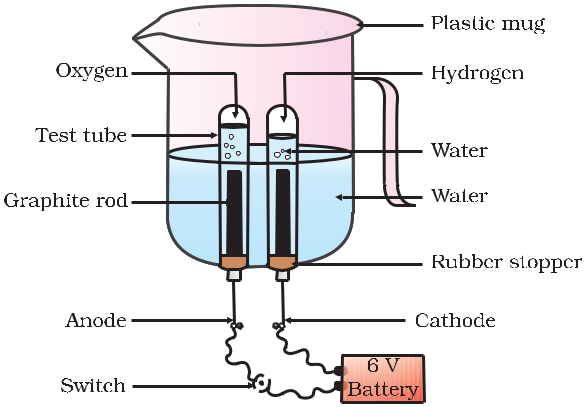 Plastic mug
Oxygen
Hydrogen
Test tube
Water
Graphite rod
Water
Rubber stopper
Anode
Cathode
6 V
Battery
Switch